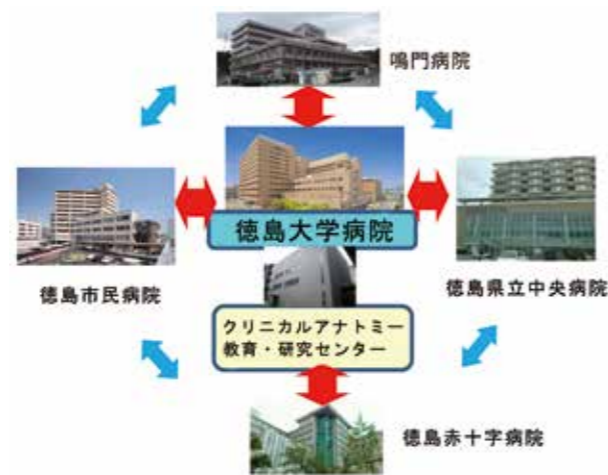 鳴門病院
徳島大学病院
徳島市民病院
徳島県立中央病院
クリニカルアナトミー
教育・研究センター
徳島赤十字病院